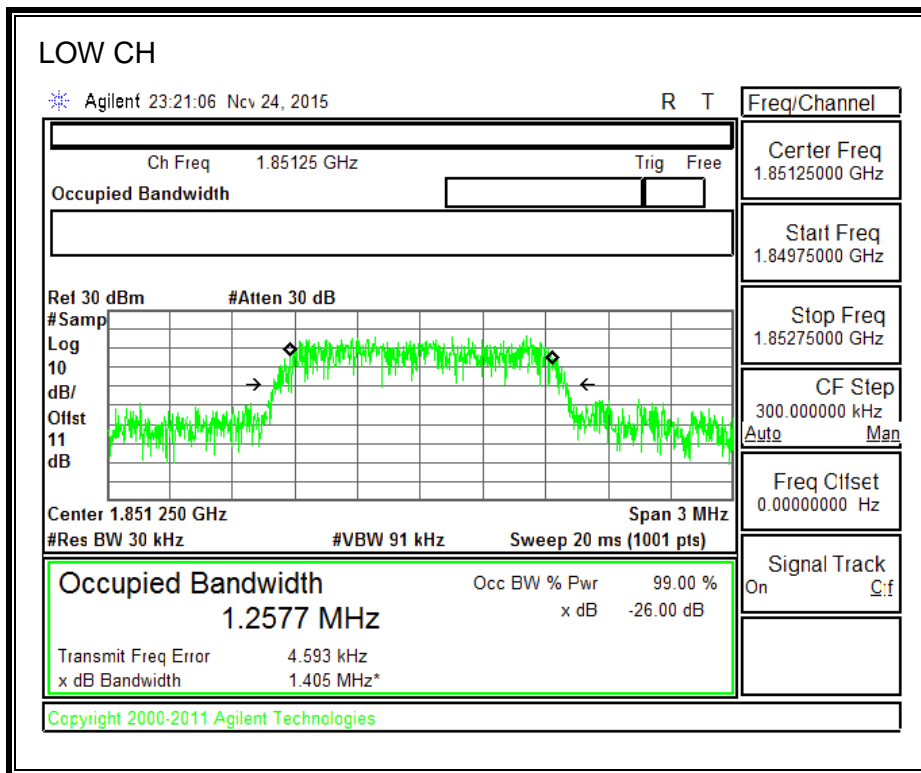 LOW CH
Agilent 23:21:06 Nov 24, 2015 R T
Freq/Channel
Ch Freq 1.85125 GHz Trig Free
Occupied Bandwidth
Center Freq
1.85125000 GHz
Start Freq
1.84975000 GHz
Stop Freq
1.85275000 GHz
CF Step
300.000000 kHz
Auto Man
Freq Offset
0.00000000 Hz
Signal Track
On Off
Ref 30 dBm #Atten 30 dB
#Samp
Log
10
dB/
Offst
11
dB
Center 1.851 250 GHz Span 3 MHz
#Res BW 30 kHz #VBW 91 kHz Sweep 20 ms (1001 pts)
Occupied Bandwidth
1.2577 MHz
Occ BW % Pwr 99.00 %
x dB -26.00 dB
Transmit Freq Error 4.593 kHz
x dB Bandwidth 1.405 MHz*
Copyright 2000-2011 Agilent Technologies